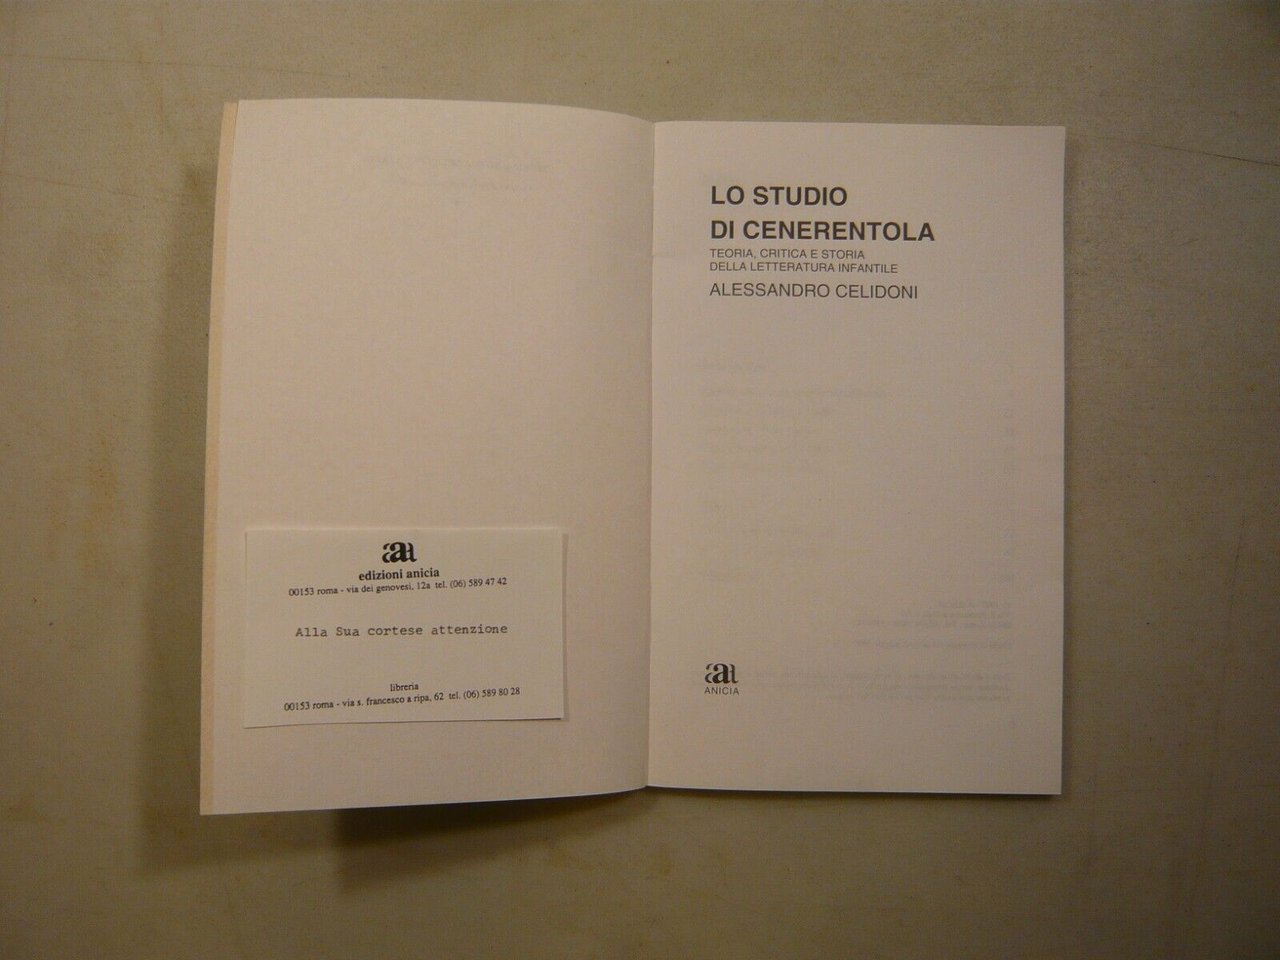 aat
edizioni anicia
00153 roma - via dei genovesi, 12a tel. (06) 589 47 42
Alla Sua cortese attenzione
libreria
00153 roma - via s. francesco a ripa, 62 tel. (06) 589 80 28
LO STUDIO
DI CENERENTOLA
TEORIA, CRITICA E STORIA
DELLA LETTERATURA INFANTILE
ALESSANDRO CELIDONI
aat
ANICIA